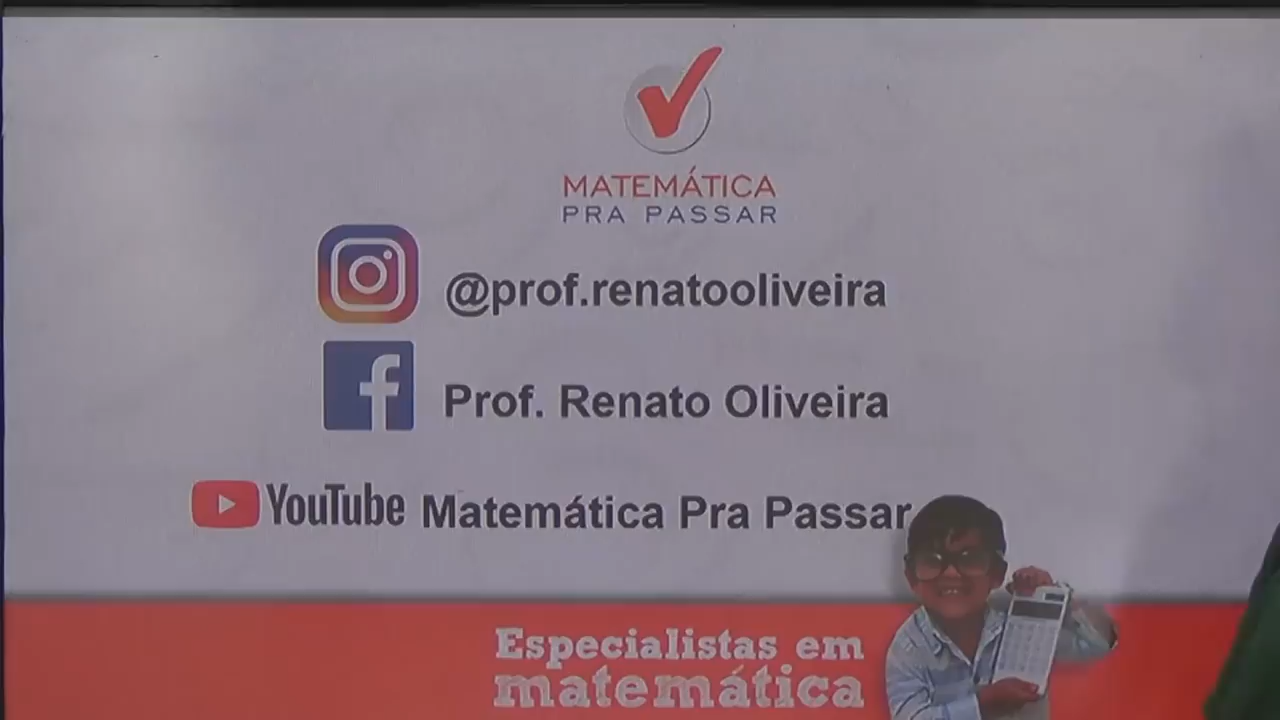 MATEMÁTICA
PRA PASSAR
@prof.renatooliveira
Prof. Renato Oliveira
YouTube Matemática Pra Passar
Especialistas em
matemática